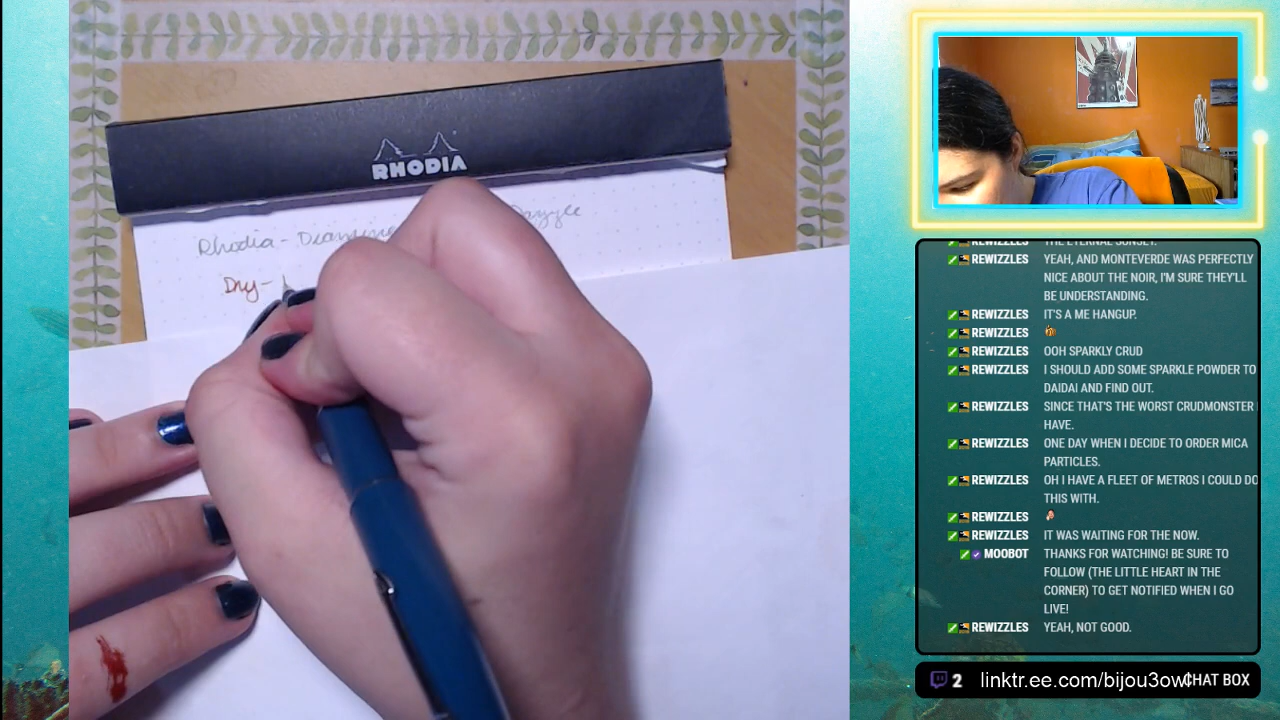 RHODIA
Rhodia - Diamine Dazzle
Dry -
THE ETERNAL SUNSET.
REWIZZLES YEAH, AND MONTEVERDE WAS PERFECTLY
NICE ABOUT THE NOIR, I'M SURE THEY'LL
BE UNDERSTANDING.
REWIZZLES IT'S A ME HANGUP.
REWIZZLES
REWIZZLES OOH SPARKLY CRUD
REWIZZLES I SHOULD ADD SOME SPARKLE POWDER TO
DAIDAI AND FIND OUT.
REWIZZLES SINCE THAT'S THE WORST CRUDMONSTER I
HAVE.
REWIZZLES ONE DAY WHEN I DECIDE TO ORDER MICA
PARTICLES.
REWIZZLES OH I HAVE A FLEET OF METROS I COULD DO
THIS WITH.
REWIZZLES
REWIZZLES IT WAS WAITING FOR THE NOW.
MOOBOT THANKS FOR WATCHING! BE SURE TO
FOLLOW (THE LITTLE HEART IN THE
CORNER) TO GET NOTIFIED WHEN I GO
LIVE!
REWIZZLES YEAH, NOT GOOD.
2 linktr.ee.com/bijou3owl CHAT BOX